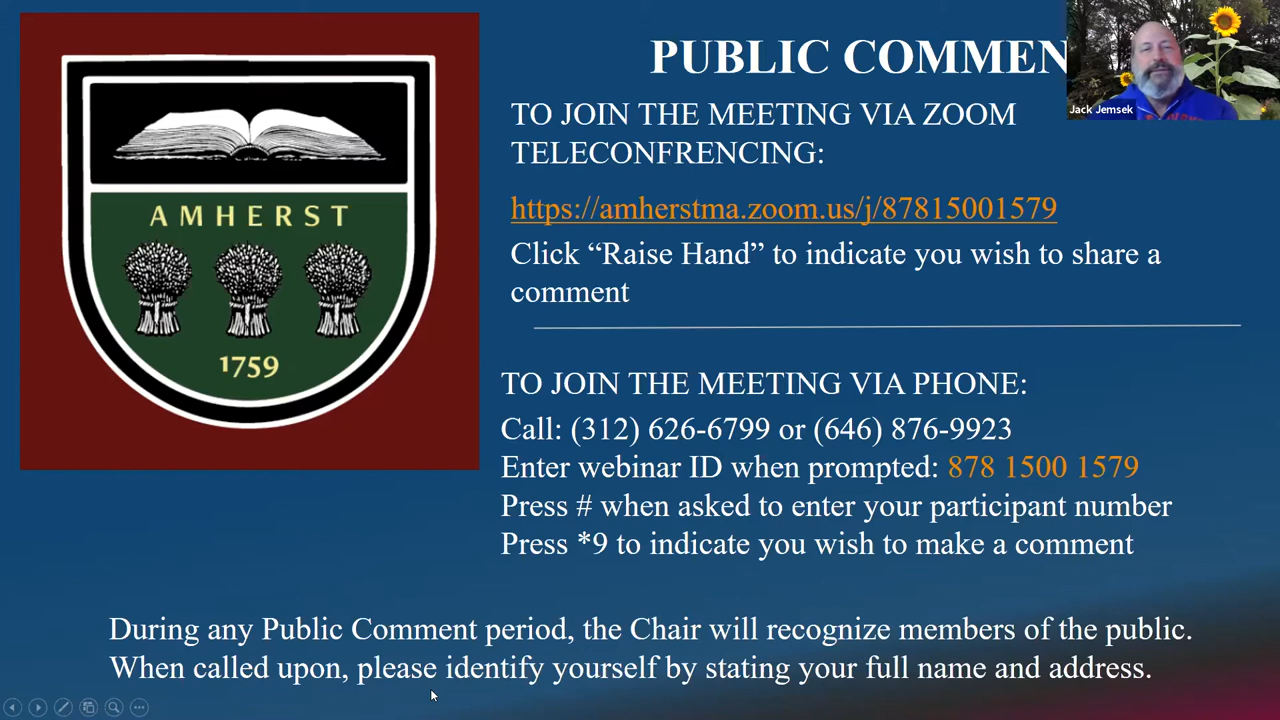 AMHERST
1759
PUBLIC COMMEN
Jack Jemsek
TO JOIN THE MEETING VIA ZOOM
TELECONFRENCING:
https://amherstma.zoom.us/j/87815001579
Click “Raise Hand” to indicate you wish to share a
comment
TO JOIN THE MEETING VIA PHONE:
Call: (312) 626-6799 or (646) 876-9923
Enter webinar ID when prompted: 878 1500 1579
Press # when asked to enter your participant number
Press *9 to indicate you wish to make a comment
During any Public Comment period, the Chair will recognize members of the public.
When called upon, please identify yourself by stating your full name and address.